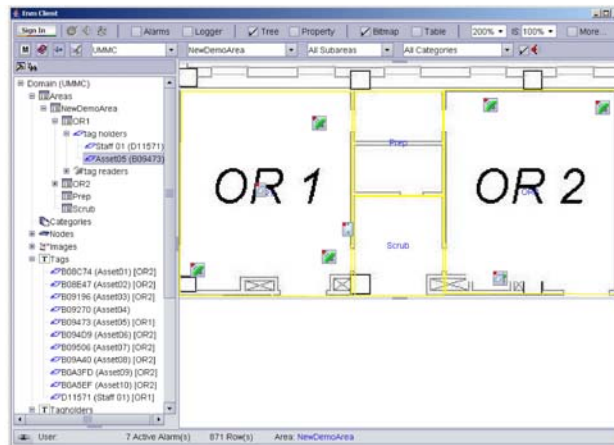 Enes Client
Sign In Alarms Logger Tree Property Bitmap Table 200% IS: 100% More...
M UMMC NewDemoArea All Subareas All Categories
Domain (UMMC)
Areas
NewDemoArea
OR1
tag holders
Staff 01 (D11571)
Asset05 (B09473)
tag readers
OR2
Prep
Scrub
Categories
Nodes
Images
Tags
B08C74 (Asset01) [OR2]
B08E47 (Asset02) [OR2]
B09196 (Asset03) [OR2]
B09270 (Asset04)
B09473 (Asset05) [OR1]
B094D9 (Asset06) [OR2]
B09506 (Asset07) [OR2]
B09A40 (Asset08) [OR2]
B0A3FD (Asset09) [OR2]
B0A5EF (Asset10) [OR2]
D11571 (Staff 01) [OR1]
Tagholders
Prep
OR 1
OR 2
Scrub
User: 7 Active Alarm(s) 871 Row(s) Area: NewDemoArea